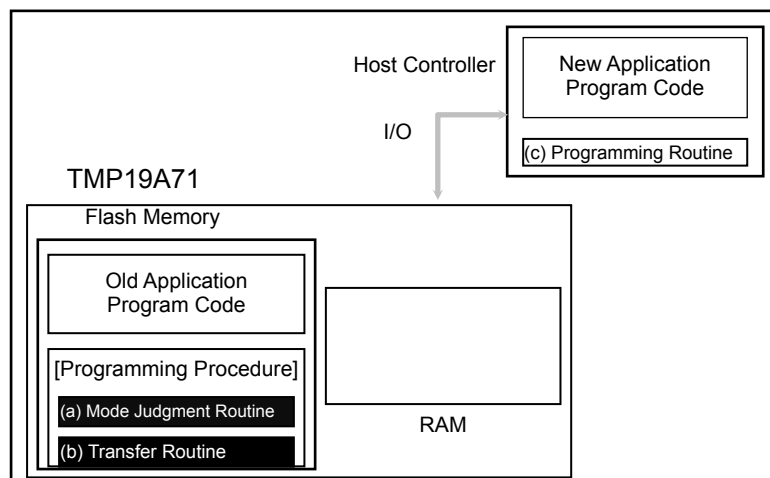 Host Controller
New Application
Program Code
(c) Programming Routine
I/O
TMP19A71
Flash Memory
Old Application
Program Code
[Programming Procedure]
(a) Mode Judgment Routine
(b) Transfer Routine
RAM